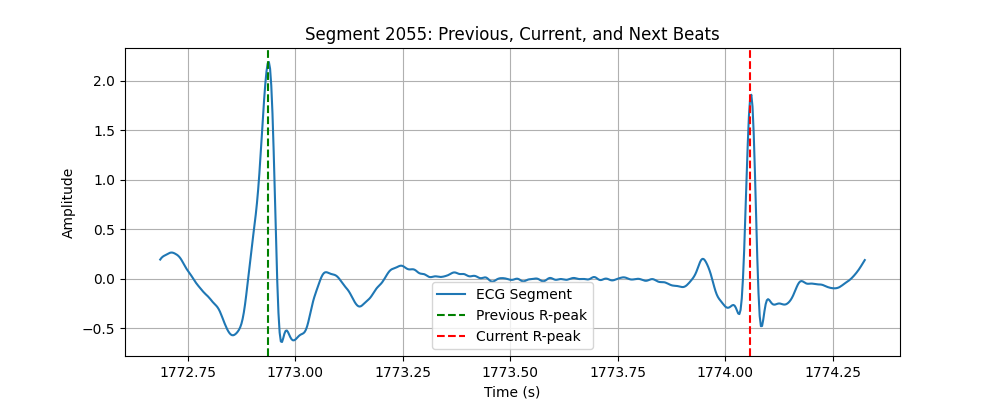 Segment 2055: Previous, Current, and Next Beats
Amplitude
2.0
1.5
1.0
0.5
0.0
−0.5
ECG Segment
Previous R-peak
Current R-peak
1772.75 1773.00 1773.25 1773.50 1773.75 1774.00 1774.25
Time (s)